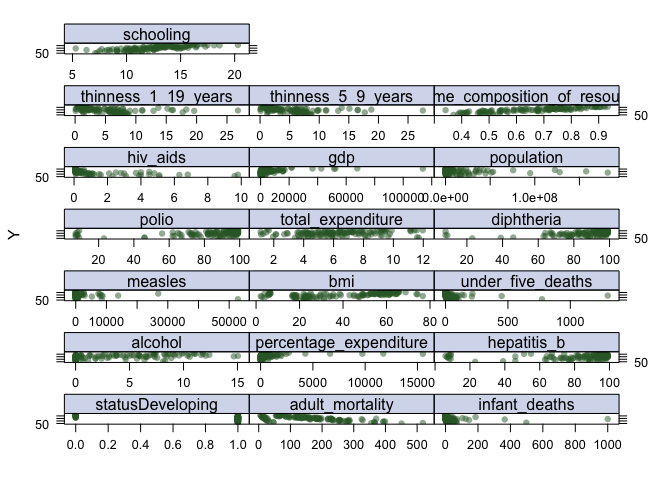 schooling
50
5 10 15 20
thinness_1_19_years thinness_5_9_years me_composition_of_resou
50
0 5 10 15 20 25 0 5 10 15 20 25 0.4 0.5 0.6 0.7 0.8 0.9
hiv_aids gdp population
50
0 2 4 6 8 10 0 20000 60000 100000 0.0e+00 1.0e+08
polio total_expenditure diphtheria
50
20 40 60 80 100 2 4 6 8 10 12 20 40 60 80 100
Y
measles bmi under_five_deaths
50
0 10000 30000 50000 0 20 40 60 80 0 500 1000
alcohol percentage_expenditure hepatitis_b
50
0 5 10 15 0 5000 10000 15000 20 40 60 80 100
statusDeveloping adult_mortality infant_deaths
50
0.0 0.2 0.4 0.6 0.8 1.0 0 100 200 300 400 500 0 200 400 600 800 1000